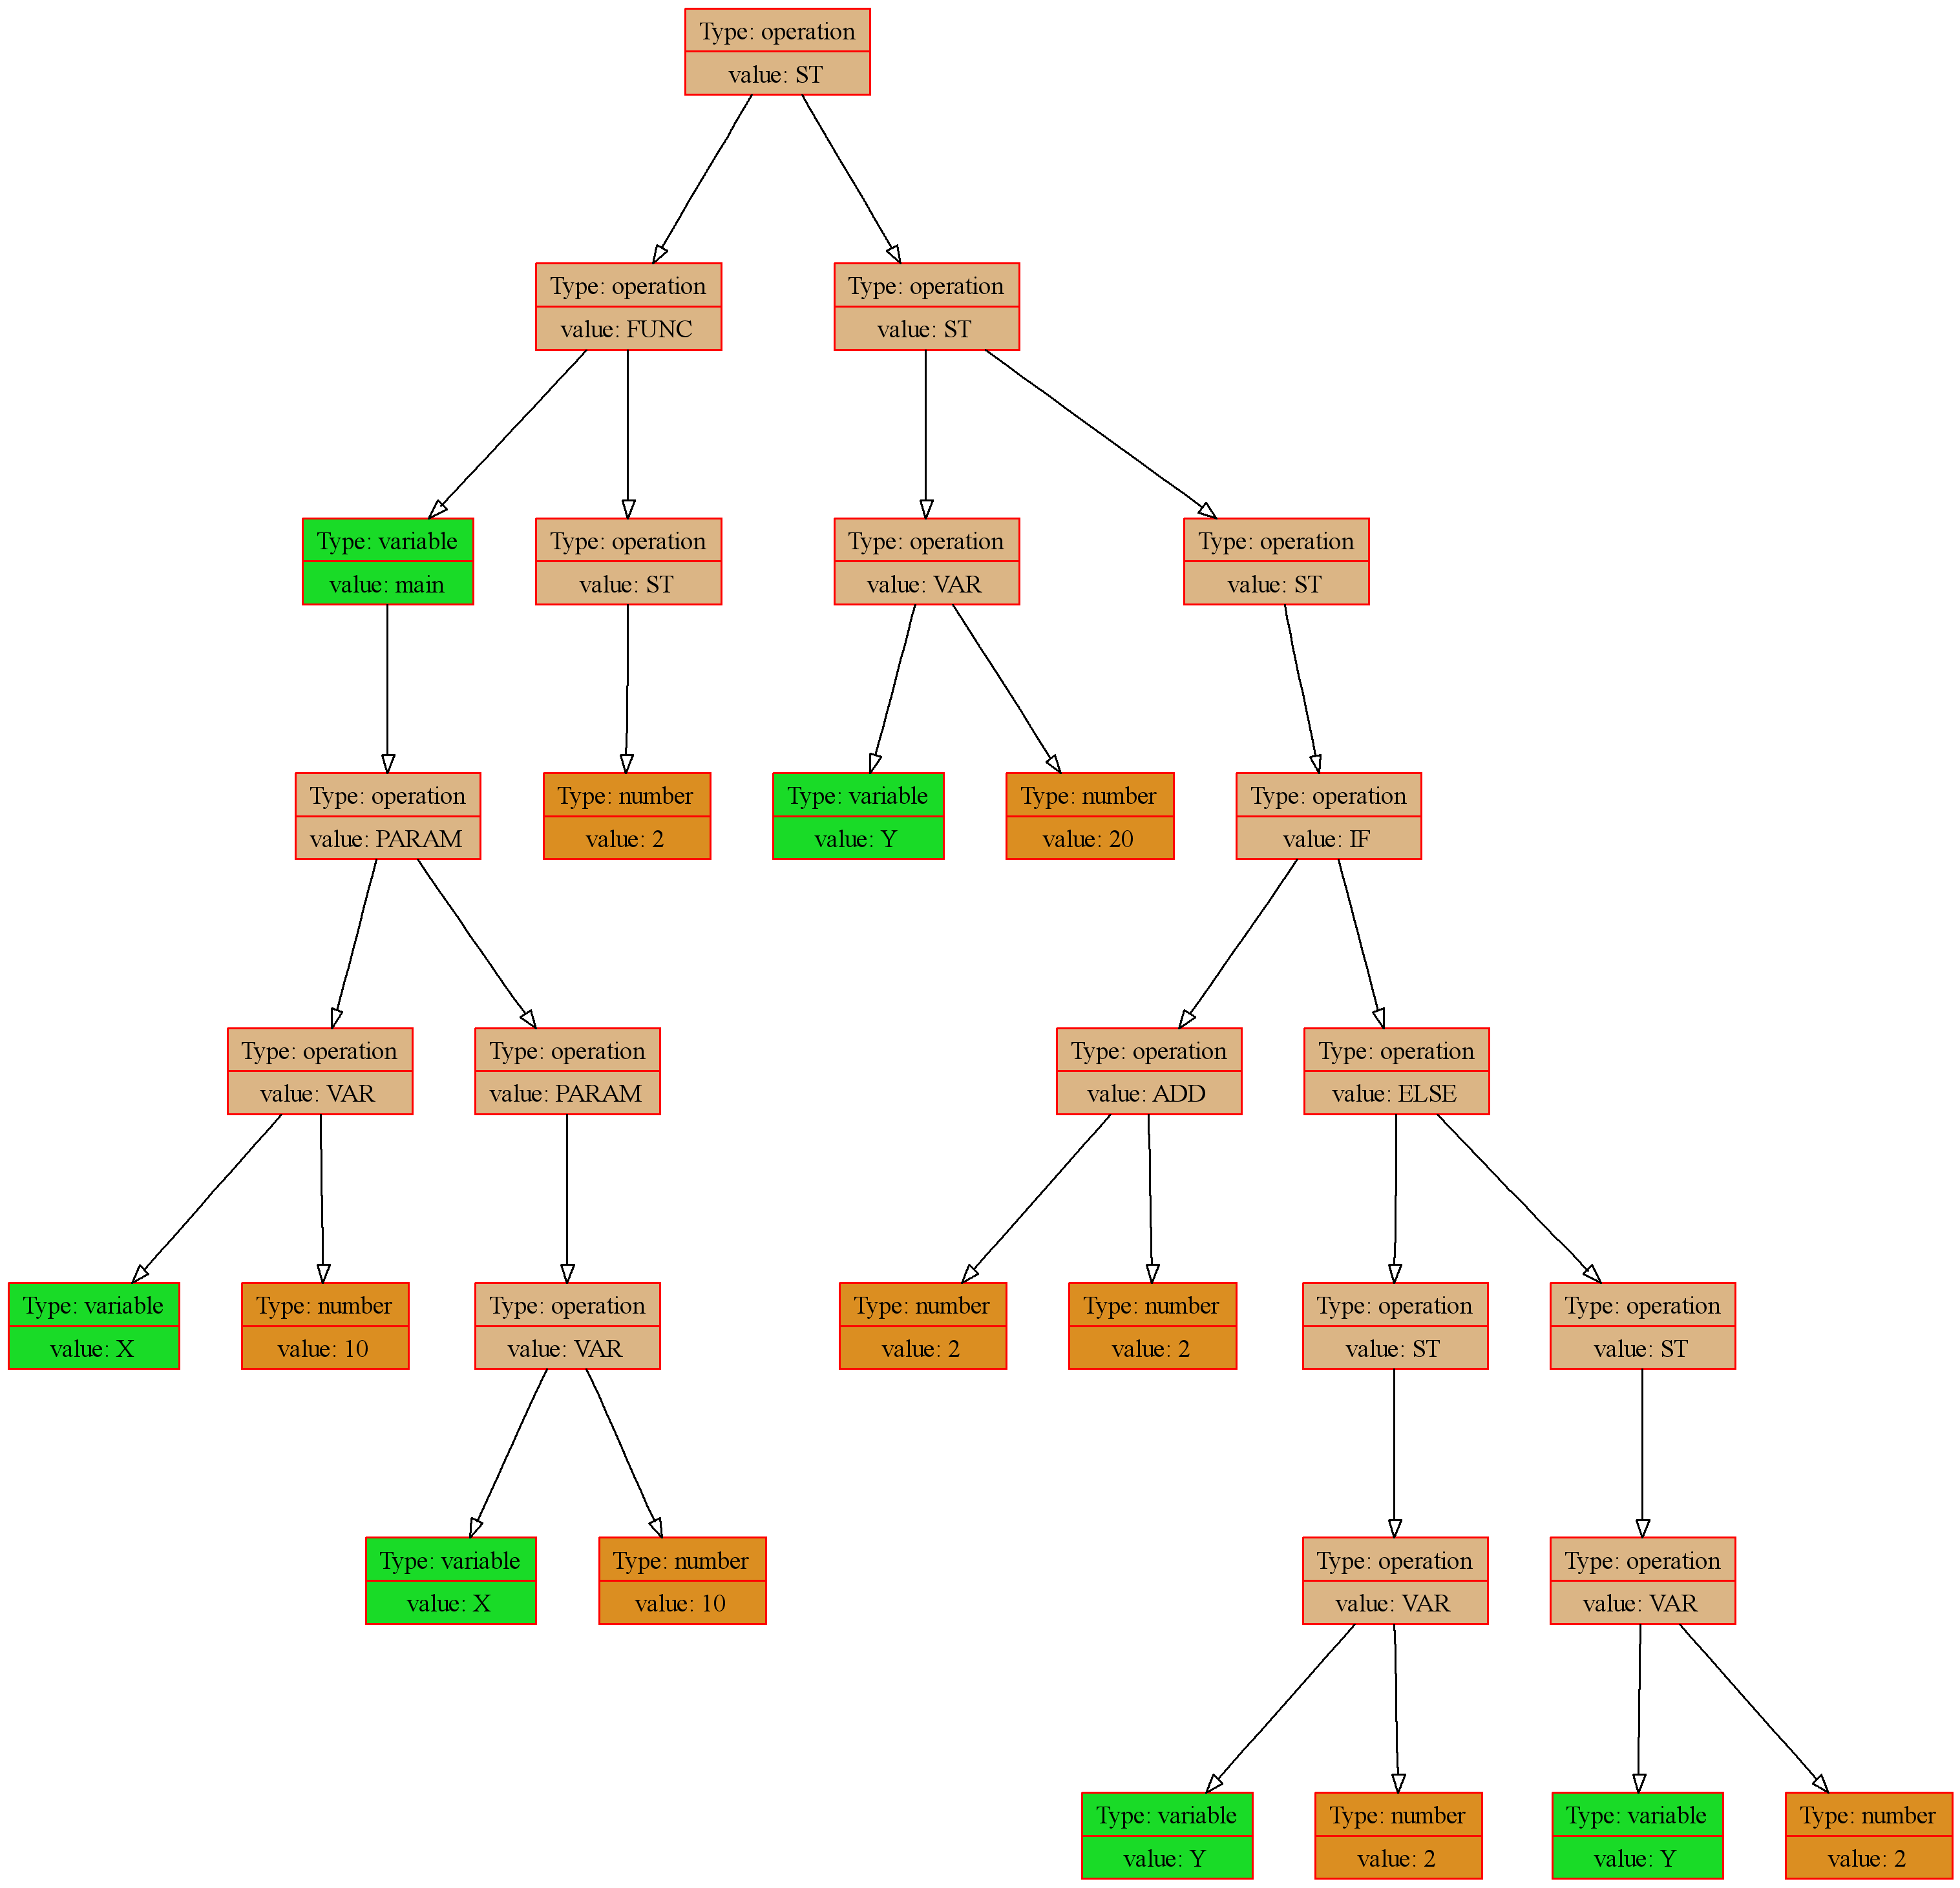 Type: operation
value: ST
Type: operation
value: FUNC
Type: operation
value: ST
Type: variable
value: main
Type: operation
value: ST
Type: operation
value: VAR
Type: operation
value: ST
Type: operation
value: PARAM
Type: number
value: 2
Type: variable
value: Y
Type: number
value: 20
Type: operation
value: IF
Type: operation
value: VAR
Type: operation
value: PARAM
Type: operation
value: ADD
Type: operation
value: ELSE
Type: variable
value: X
Type: number
value: 10
Type: operation
value: VAR
Type: number
value: 2
Type: number
value: 2
Type: operation
value: ST
Type: operation
value: ST
Type: variable
value: X
Type: number
value: 10
Type: operation
value: VAR
Type: operation
value: VAR
Type: variable
value: Y
Type: number
value: 2
Type: variable
value: Y
Type: number
value: 2